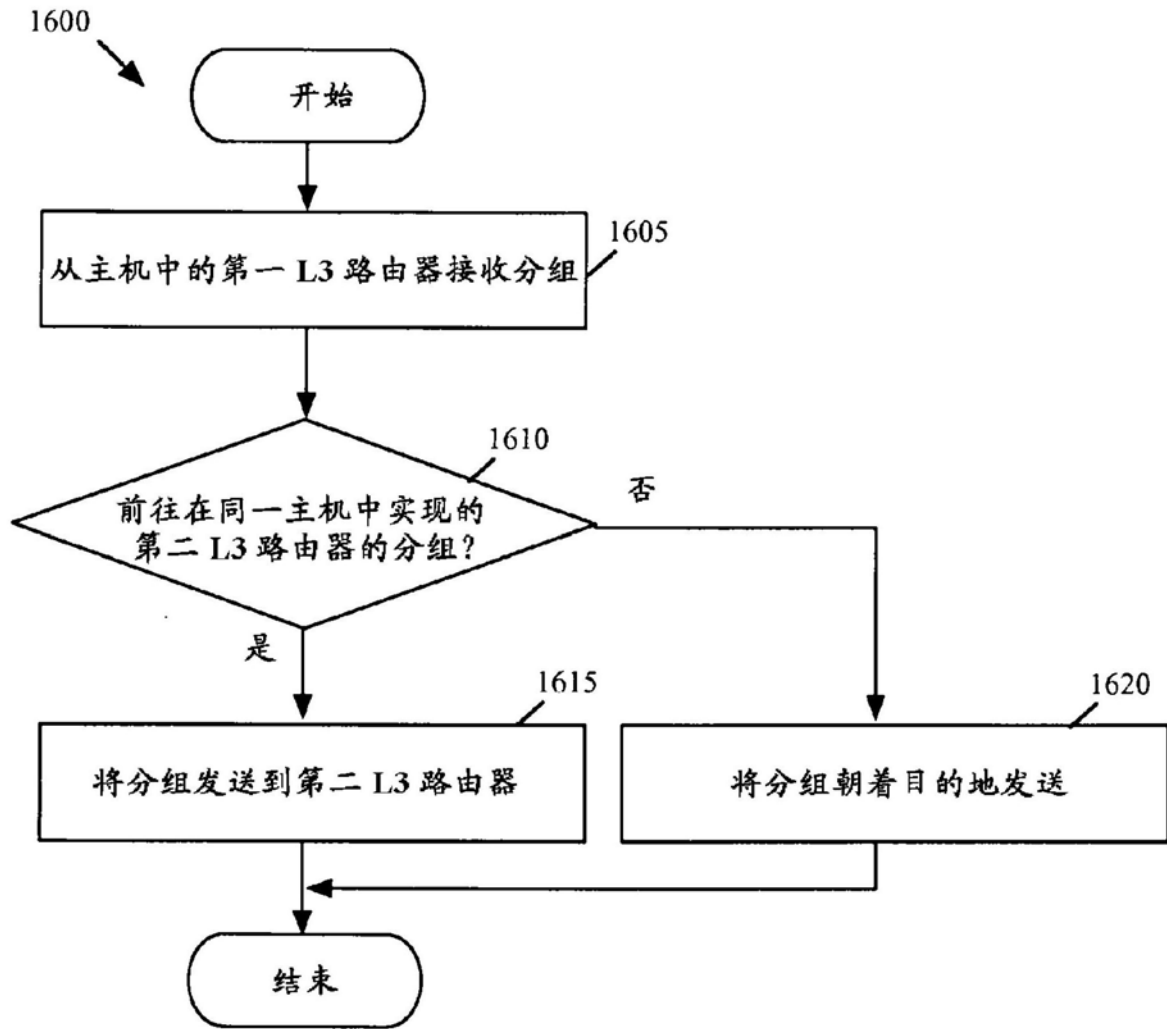 1600
开始
1605
从主机中的第一 L3 路由器接收分组
1610
前往在同一主机中实现的
第二 L3 路由器的分组?
否
是
1615
将分组发送到第二 L3 路由器
1620
将分组朝着目的地发送
结束